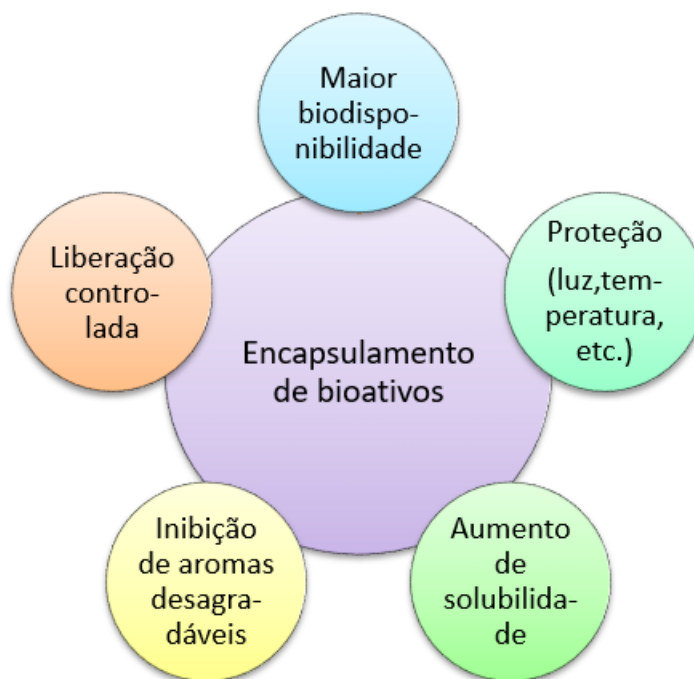 Maior
biodispo-
nibilidade
Proteção
(luz,tem-
peratura,
etc.)
Liberação
contro-
lada
Encapsulamento
de bioativos
Inibição
de aromas
desagra-
dáveis
Aumento
de
solubilida-
de